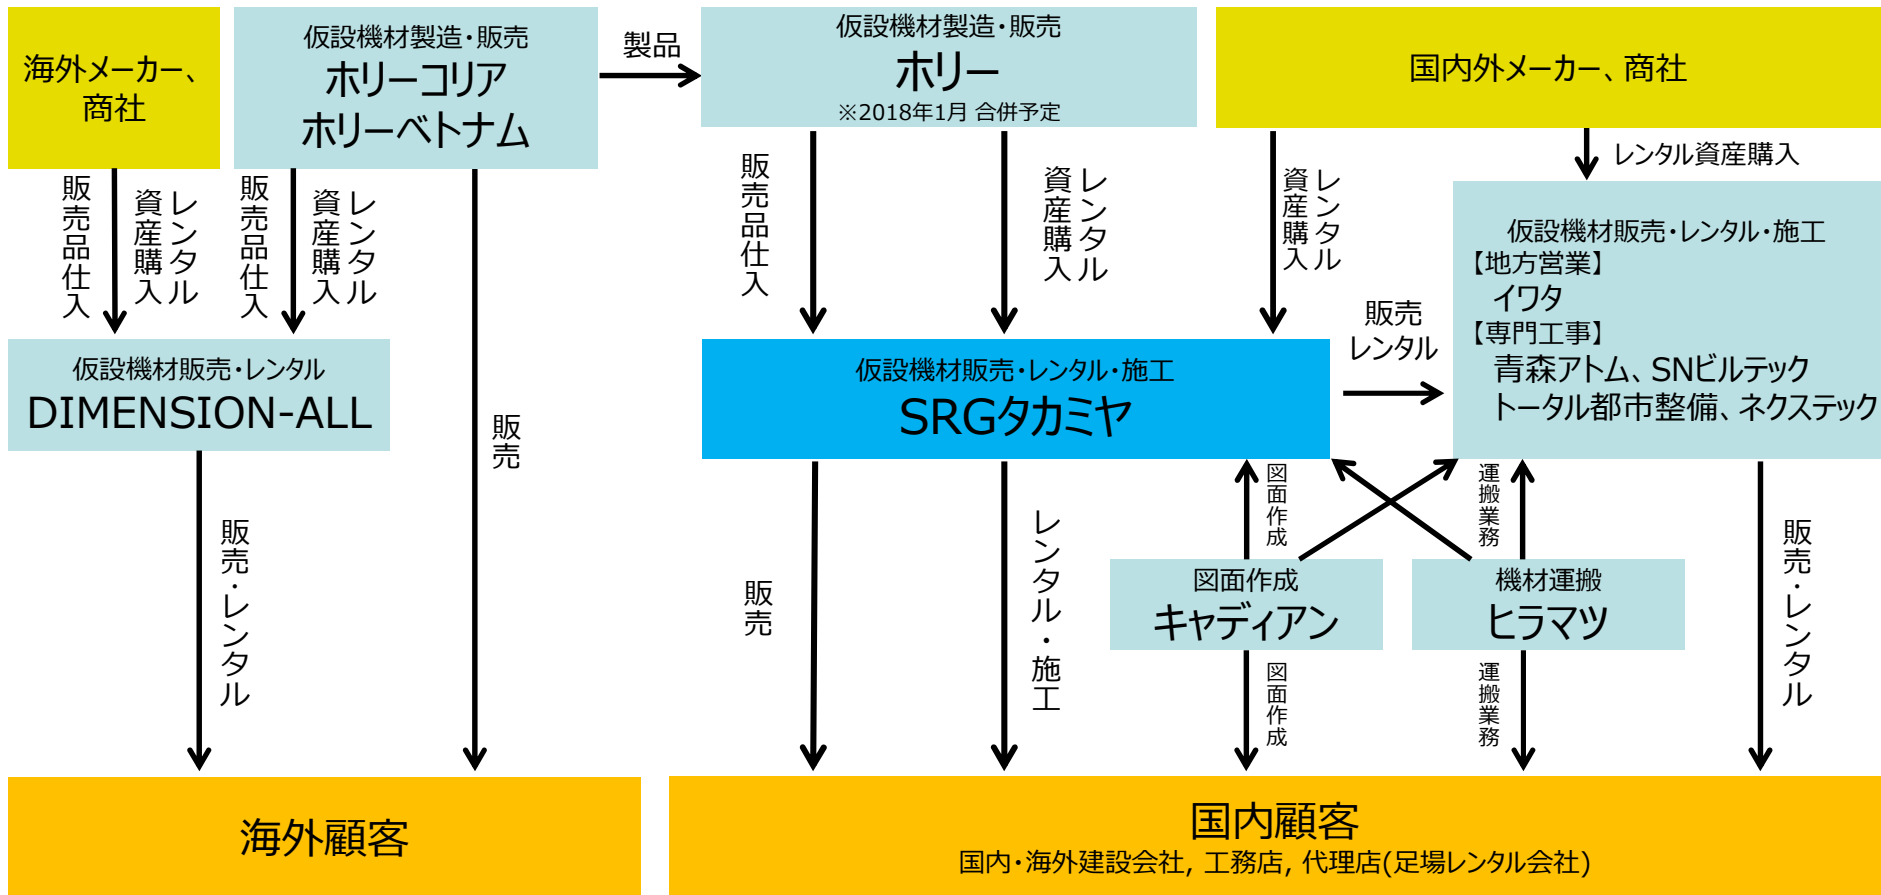 海外メーカー、
商社
仮設機材製造・販売
ホリーコリア
ホリーベトナム
製品
仮設機材製造・販売
ホリー
※2018年1月 合併予定
国内外メーカー、商社
販売品仕入
レンタル
資産購入
販売品仕入
レンタル
資産購入
販売
販売品仕入
レンタル
資産購入
レンタル
資産購入
レンタル資産購入
仮設機材販売・レンタル
DIMENSION-ALL
仮設機材販売・レンタル・施工
SRGタカミヤ
販売
レンタル
仮設機材販売・レンタル・施工
【地方営業】
イワタ
【専門工事】
青森アトム、SNビルテック
トータル都市整備、ネクステック
販売・レンタル
販売
レンタル・施工
図面作成
運搬業務
図面作成
キャディアン
機材運搬
ヒラマツ
図面作成
運搬業務
販売・レンタル
海外顧客
国内顧客
国内・海外建設会社, 工務店, 代理店(足場レンタル会社)